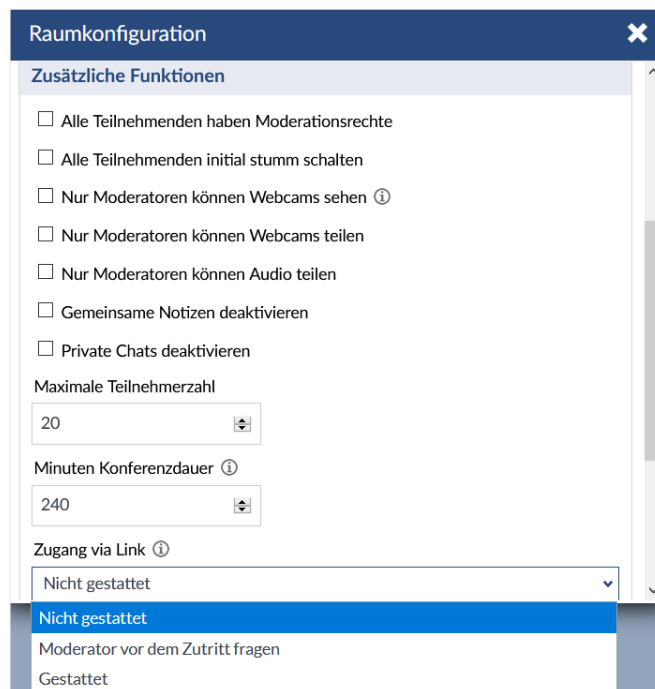 Raumkonfiguration
Zusätzliche Funktionen
Alle Teilnehmenden haben Moderationsrechte
Alle Teilnehmenden initial stumm schalten
Nur Moderatoren können Webcams sehen
Nur Moderatoren können Webcams teilen
Nur Moderatoren können Audio teilen
Gemeinsame Notizen deaktivieren
Private Chats deaktivieren
Maximale Teilnehmerzahl
20
Minuten Konferenzdauer
240
Zugang via Link
Nicht gestattet
Nicht gestattet
Moderator vor dem Zutritt fragen
Gestattet